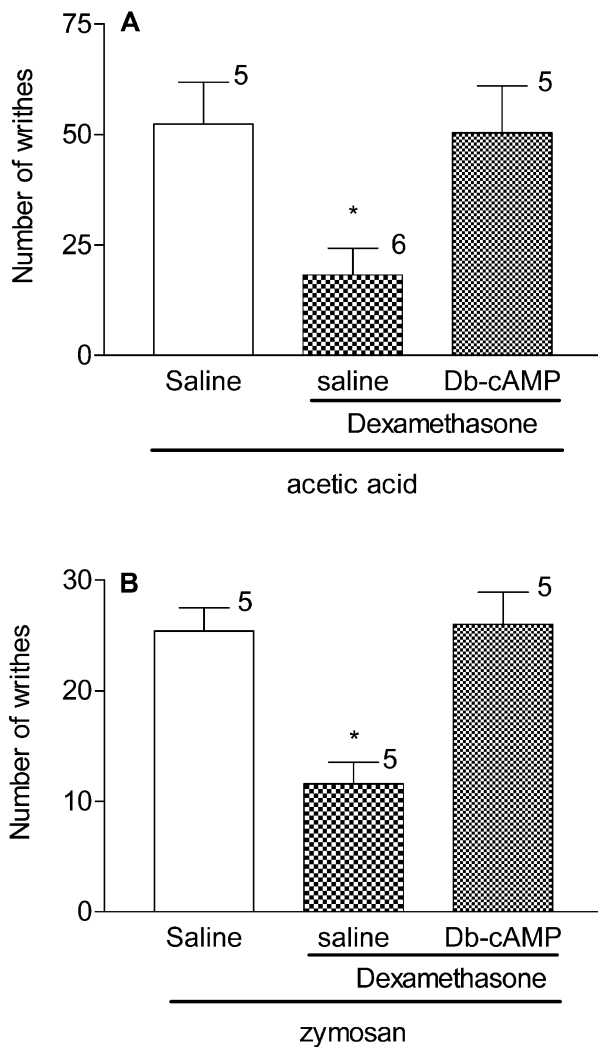 75
A
5
5
50
Number of writhes
*
25
6
0
Saline
saline
Db-cAMP
Dexamethasone
acetic acid
30
B
5
5
20
Number of writhes
*
5
10
0
Saline
saline
Db-cAMP
Dexamethasone
zymosan